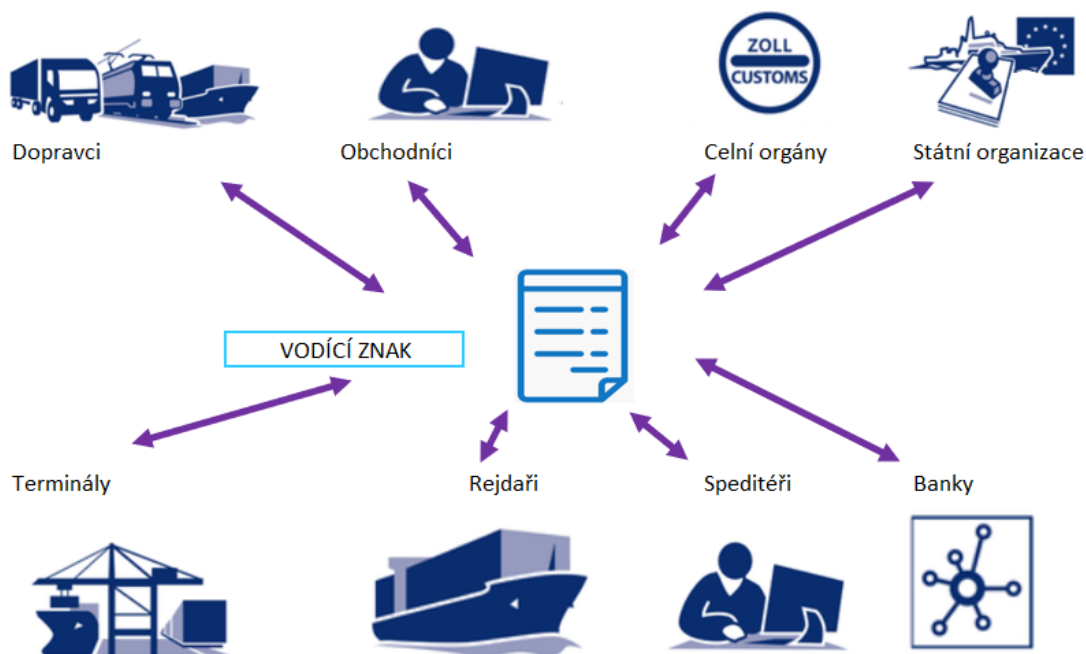 ZOLL
CUSTOMS
Dopravci
Obchodníci
Celní orgány
Státní organizace
VODÍCÍ ZNAK
Terminály
Rejdaři
Speditéři
Banky